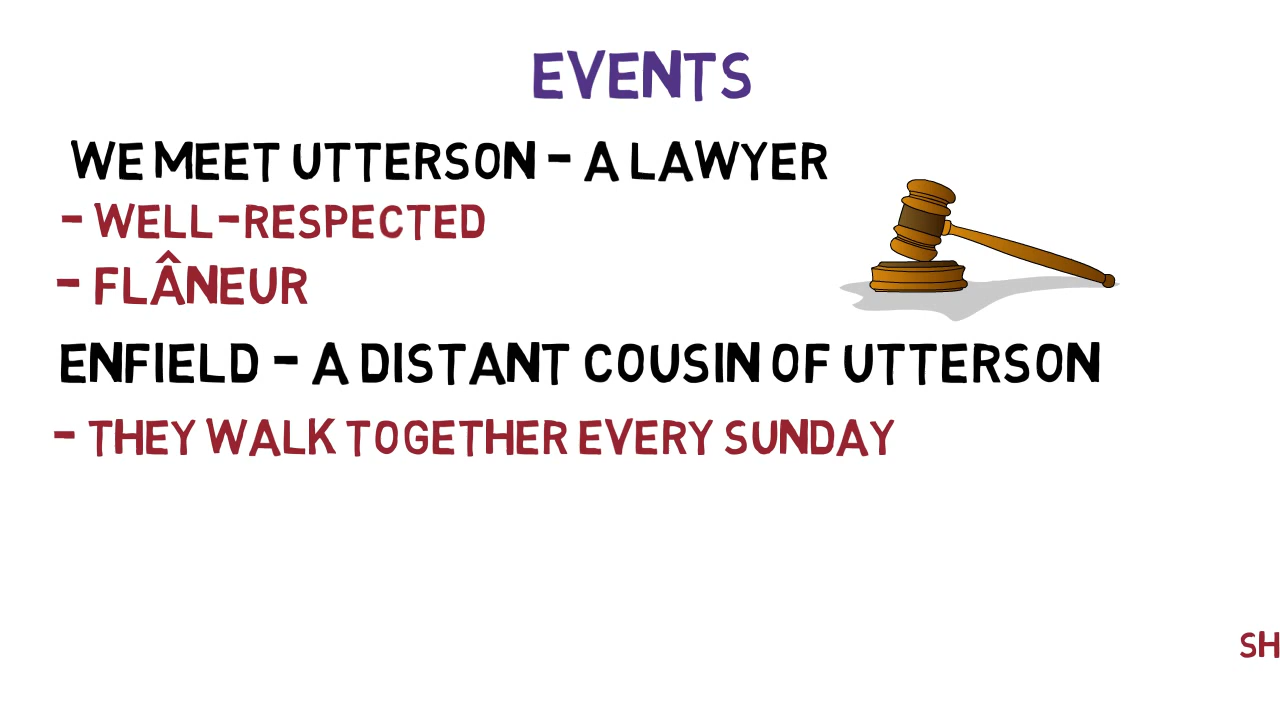 EVENTS
WE MEET UTTERSON - A LAWYER
- WELL-RESPECTED
- FLÂNEUR
ENFIELD - A DISTANT COUSIN OF UTTERSON
- THEY WALK TOGETHER EVERY SUNDAY
SH